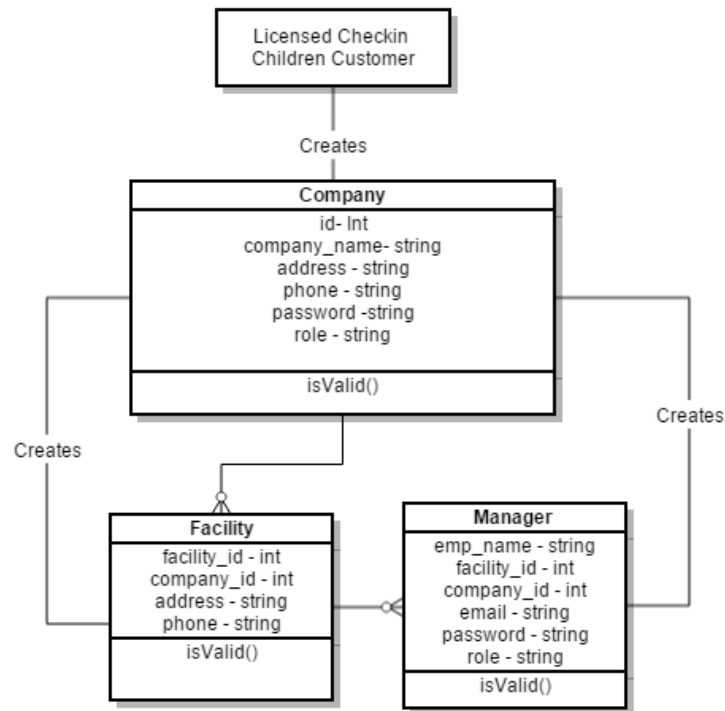 Licensed Checkin
Children Customer
Creates
Company
id- Int
company_name- string
address - string
phone - string
password -string
role - string
isValid()
Creates
Creates
Facility
facility_id - int
company_id - int
address - string
phone - string
isValid()
Manager
emp_name - string
facility_id - int
company_id - int
email - string
password - string
role - string
isValid()